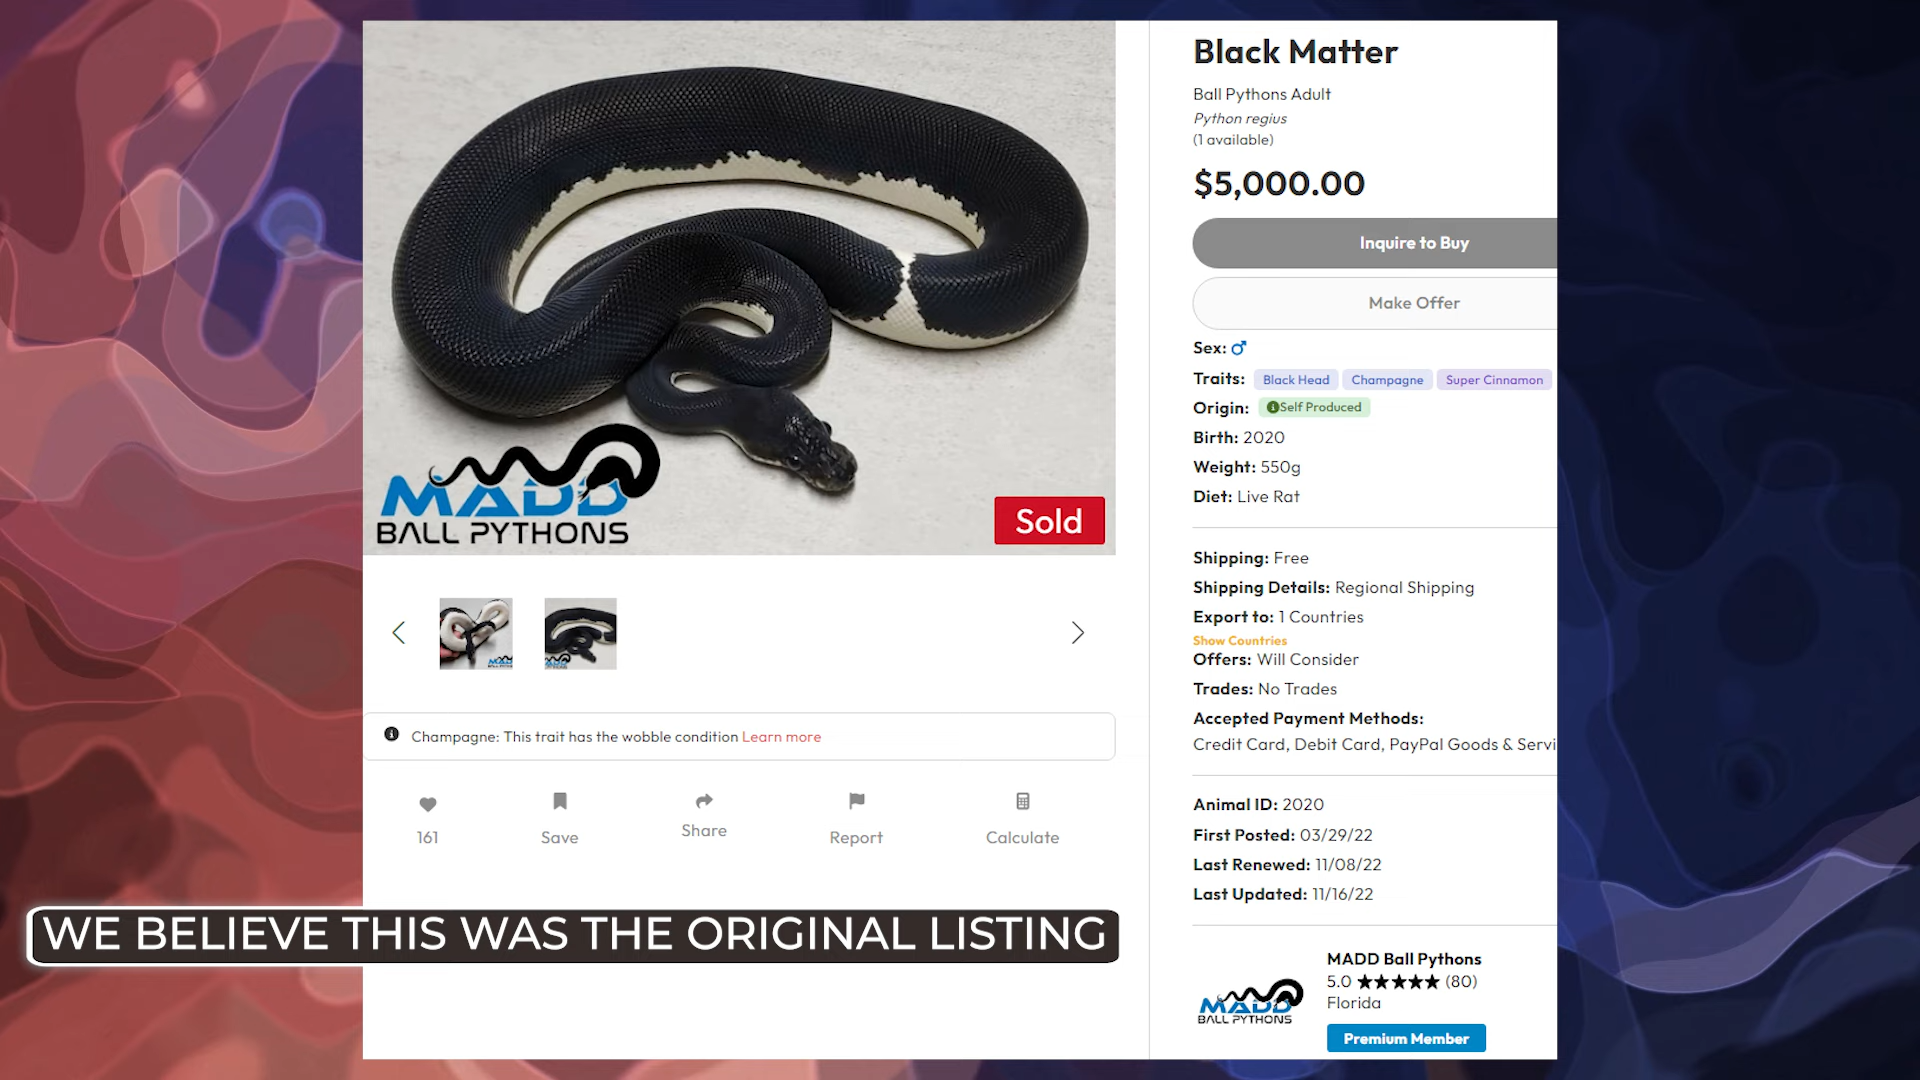 Black Matter
Ball Pythons Adult
Python regius
(1 available)
$5,000.00
Inquire to Buy
Make Offer
Sex:
Traits: Black Head Champagne Super Cinnamon
Origin: Self Produced
Birth: 2020
Weight: 550g
Diet: Live Rat
MADD
BALL PYTHONS
Sold
Shipping: Free
Shipping Details: Regional Shipping
Export to: 1 Countries
Show Countries
Offers: Will Consider
Trades: No Trades
Accepted Payment Methods:
Credit Card, Debit Card, PayPal Goods & Servi
Champagne: This trait has the wobble condition Learn more
161
Save
Share
Report
Calculate
Animal ID: 2020
First Posted: 03/29/22
Last Renewed: 11/08/22
Last Updated: 11/16/22
WE BELIEVE THIS WAS THE ORIGINAL LISTING
MADD
BALL PYTHONS
MADD Ball Pythons
5.0 ★★★★★ (80)
Florida
Premium Member